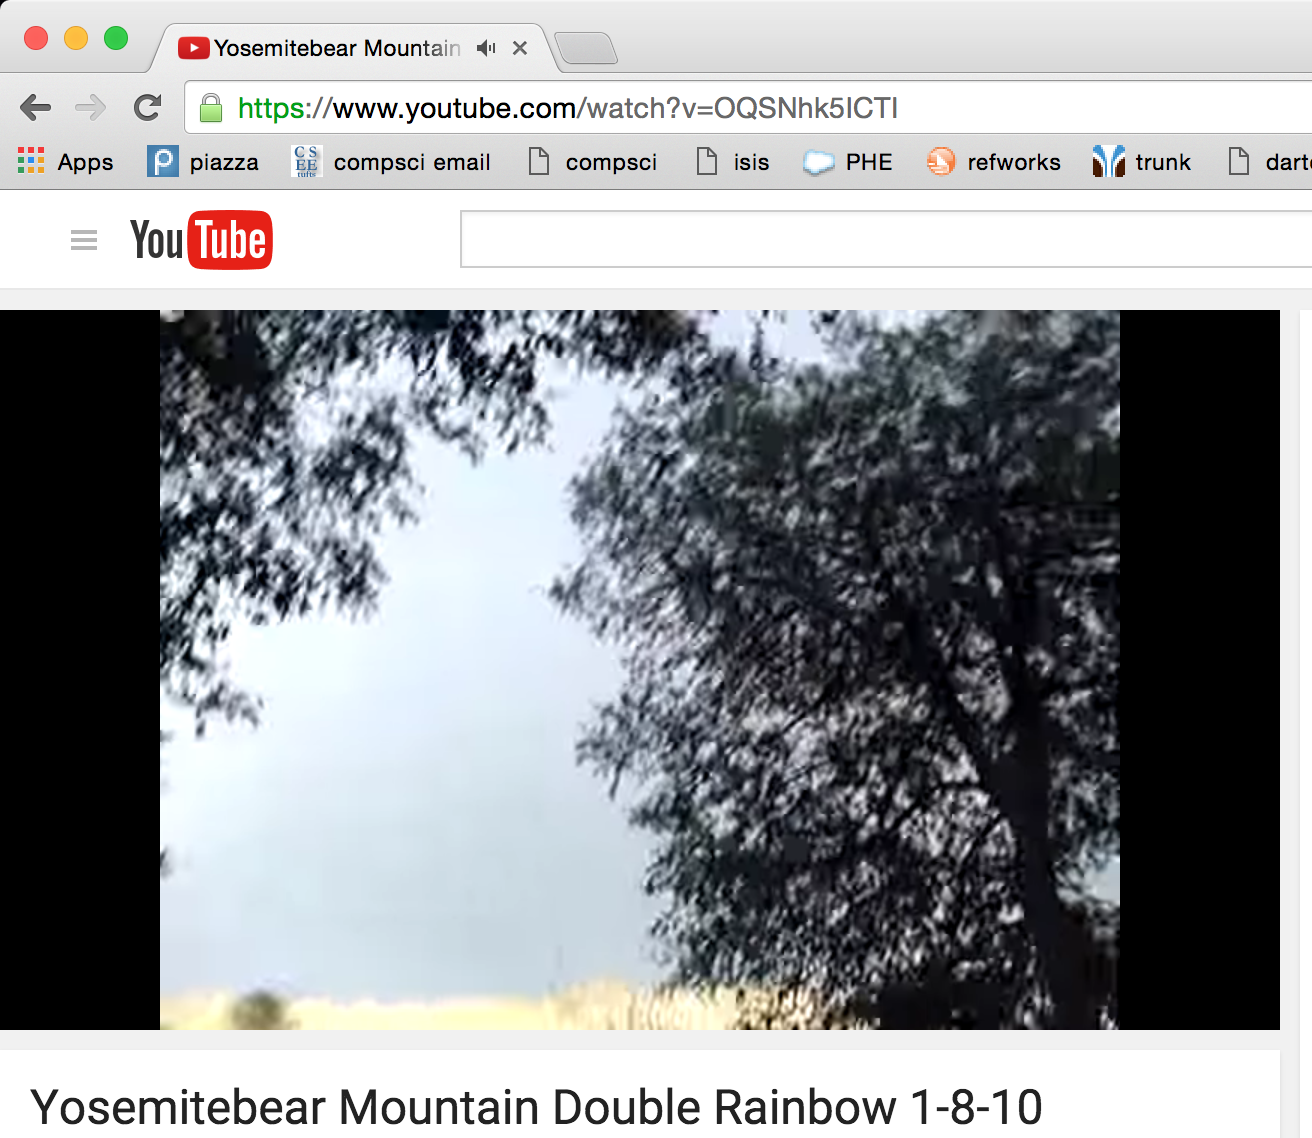 Yosemitebear Mountain
https://www.youtube.com/watch?v=OQSNhk5ICTI
Apps piazza CS EE tufts compsci email compsci isis PHE refworks trunk dart
YouTube
Yosemitebear Mountain Double Rainbow 1-8-10